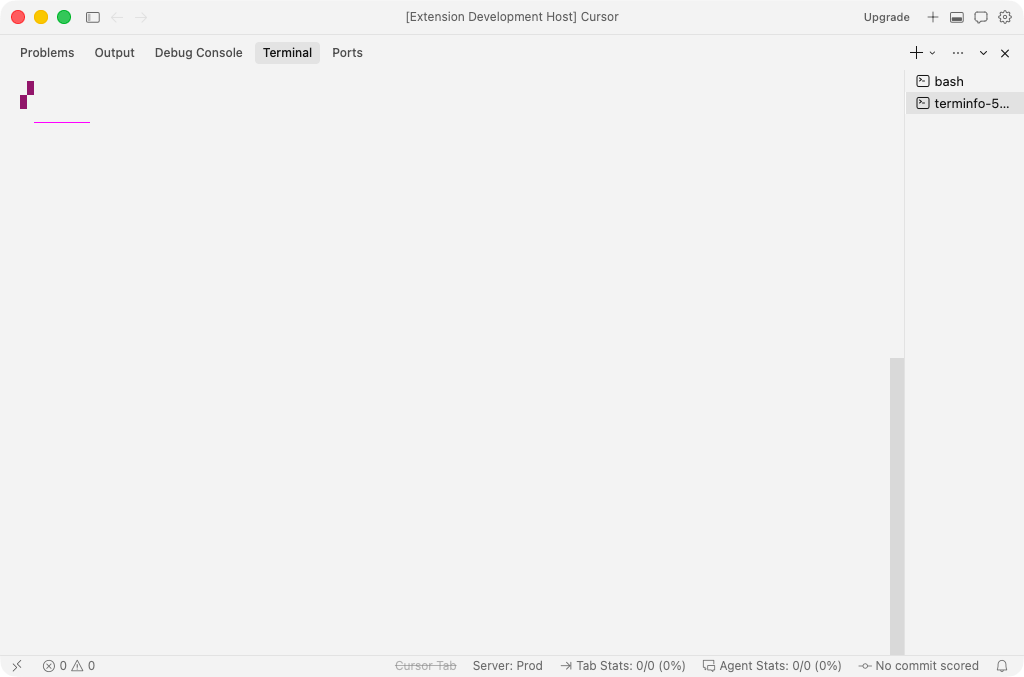 [Extension Development Host] Cursor
Upgrade
Problems Output Debug Console Terminal Ports
bash
terminfo-5...
0 0 Cursor Tab Server: Prod Tab Stats: 0/0 (0%) Agent Stats: 0/0 (0%) No commit scored